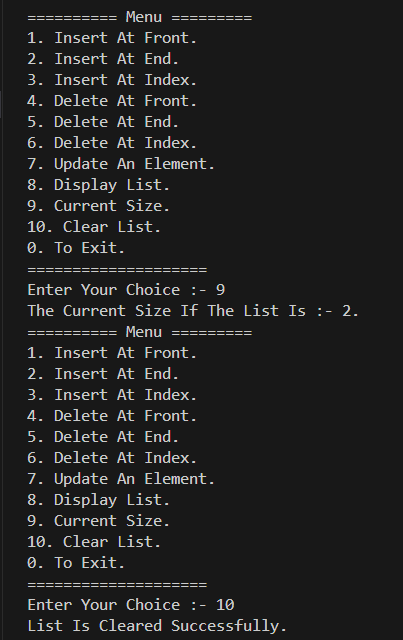 ========== Menu =========
1. Insert At Front.
2. Insert At End.
3. Insert At Index.
4. Delete At Front.
5. Delete At End.
6. Delete At Index.
7. Update An Element.
8. Display List.
9. Current Size.
10. Clear List.
0. To Exit.
====================
Enter Your Choice :- 9
The Current Size If The List Is :- 2.
========== Menu =========
1. Insert At Front.
2. Insert At End.
3. Insert At Index.
4. Delete At Front.
5. Delete At End.
6. Delete At Index.
7. Update An Element.
8. Display List.
9. Current Size.
10. Clear List.
0. To Exit.
====================
Enter Your Choice :- 10
List Is Cleared Successfully.